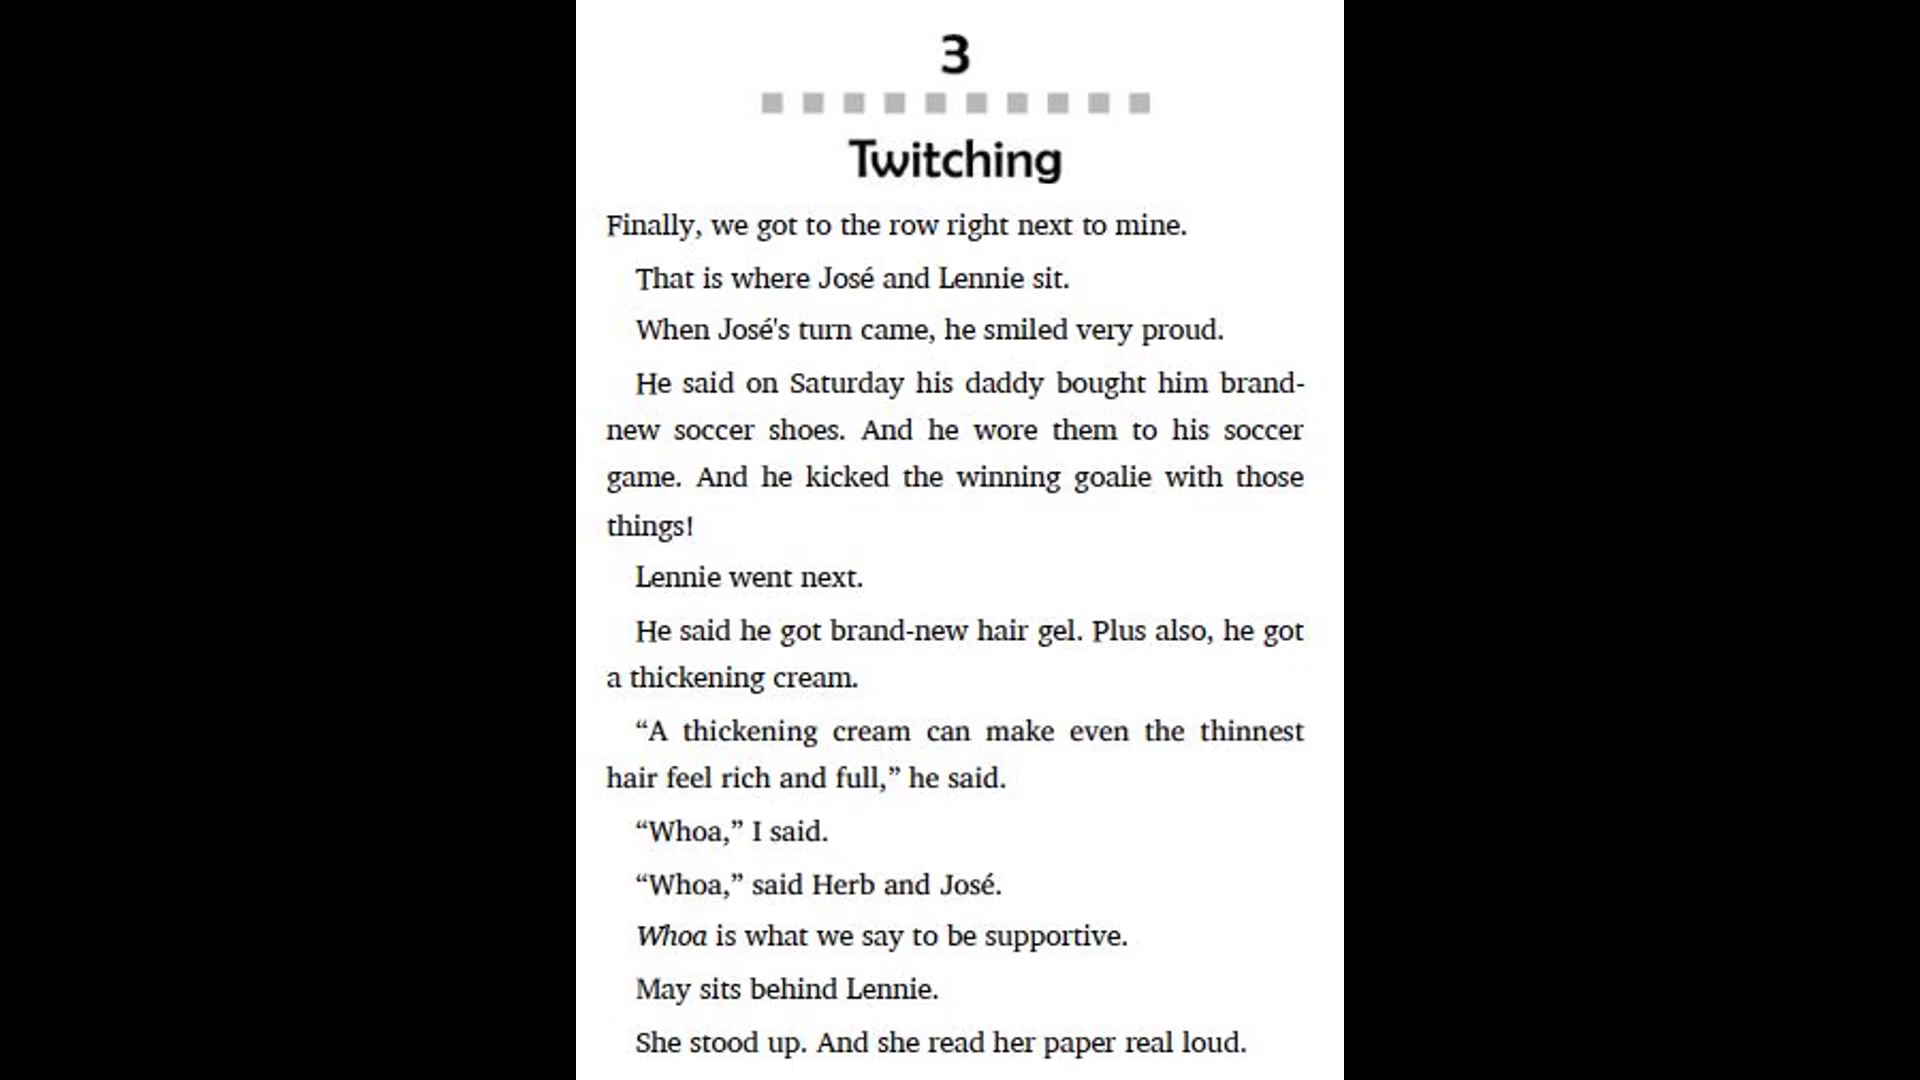 3
Twitching
Finally, we got to the row right next to mine.
That is where José and Lennie sit.
When José's turn came, he smiled very proud.
He said on Saturday his daddy bought him brand-
new soccer shoes. And he wore them to his soccer
game. And he kicked the winning goalie with those
things!
Lennie went next.
He said he got brand-new hair gel. Plus also, he got
a thickening cream.
“A thickening cream can make even the thinnest
hair feel rich and full,” he said.
“Whoa,” I said.
“Whoa,” said Herb and José.
Whoa is what we say to be supportive.
May sits behind Lennie.
She stood up. And she read her paper real loud.